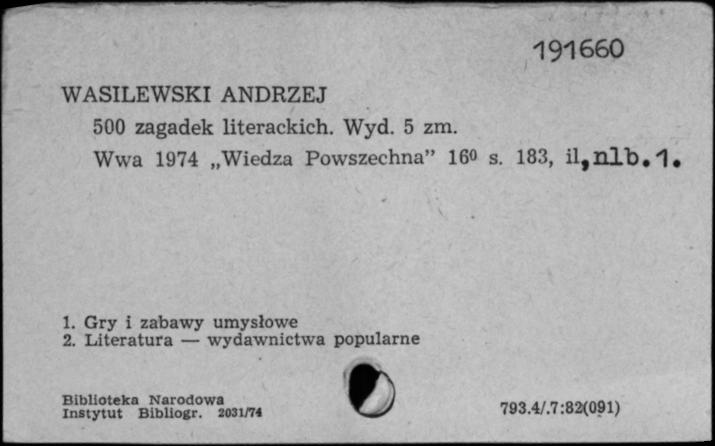 191660
WASILEWSKI ANDRZEJ
500 zagadek literackich. Wyd. 5 zm.
Wwa 1974 „Wiedza Powszechna” 16⁰ s. 183, il,nlb.1.
1. Gry i zabawy umysłowe
2. Literatura — wydawnictwa popularne
Biblioteka Narodowa
Instytut Bibliogr. 2031/74
793.4/.7:82(091)